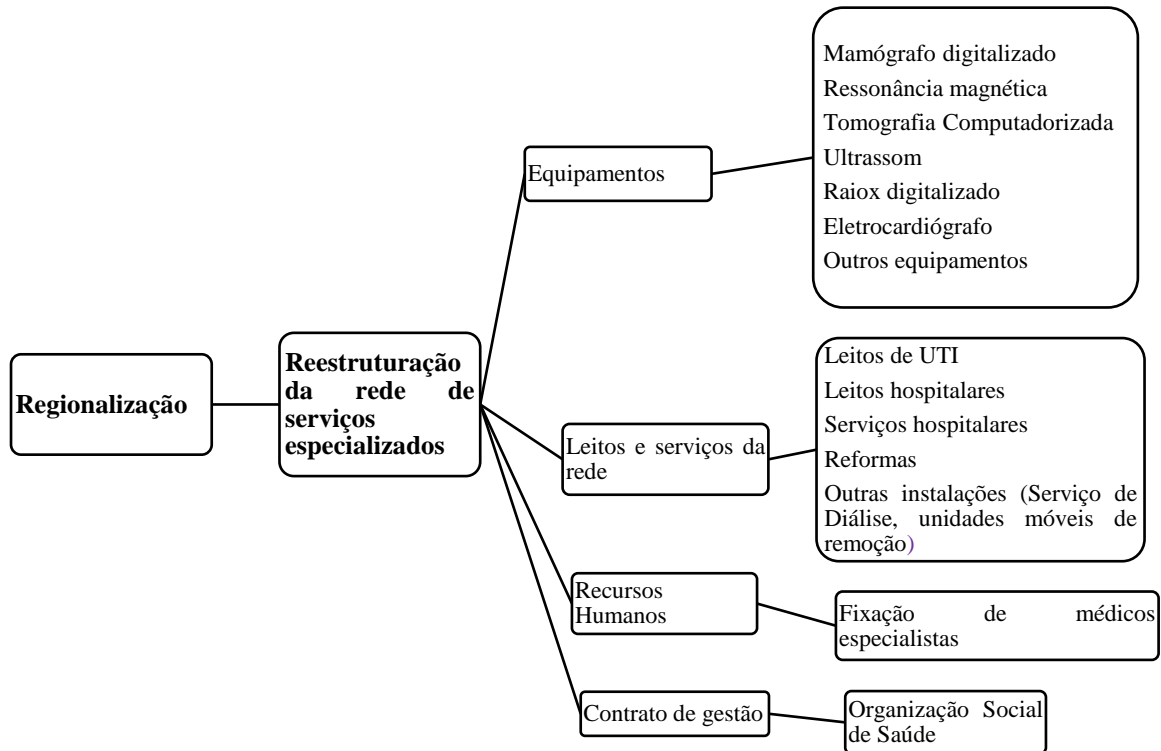 Regionalização
Reestruturação
da rede de
serviços
especializados
Equipamentos
Mamógrafo digitalizado
Ressonância magnética
Tomografia Computadorizada
Ultrassom
Raiox digitalizado
Eletrocardiógrafo
Outros equipamentos
Leitos e serviços da
rede
Leitos de UTI
Leitos hospitalares
Serviços hospitalares
Reformas
Outras instalações (Serviço de
Diálise, unidades móveis de
remoção)
Recursos
Humanos
Fixação de médicos
especialistas
Contrato de gestão
Organização Social
de Saúde